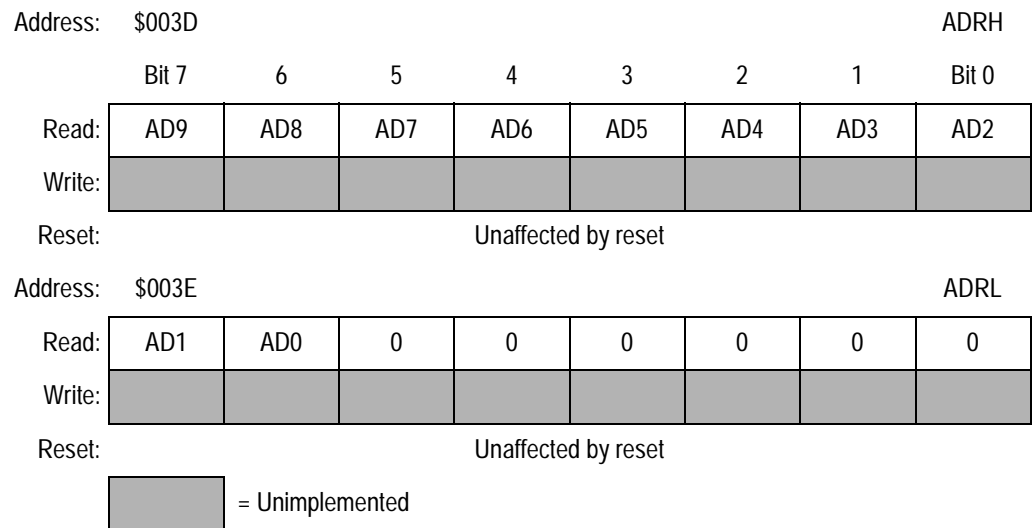 Address: $003D ADRH
Bit 7 6 5 4 3 2 1 Bit 0
Read: AD9 AD8 AD7 AD6 AD5 AD4 AD3 AD2
Write:
Reset: Unaffected by reset
Address: $003E ADRL
Read: AD1 AD0 0 0 0 0 0 0
Write:
Reset: Unaffected by reset
= Unimplemented